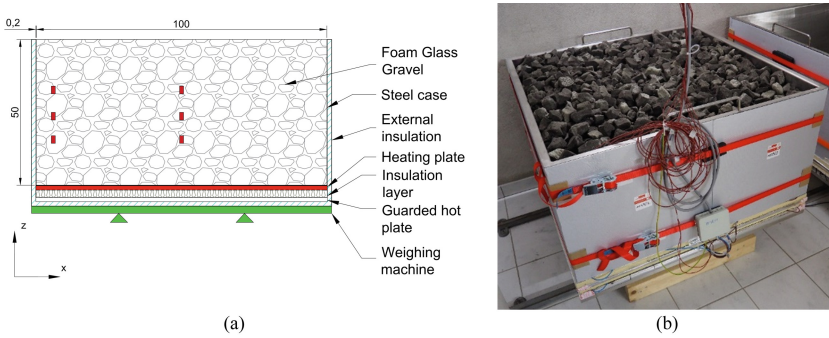 0,2
100
50
Foam Glass
Gravel
Steel case
External
insulation
Heating plate
Insulation
layer
Guarded hot
plate
Weighing
machine
z
x
(a)
(b)